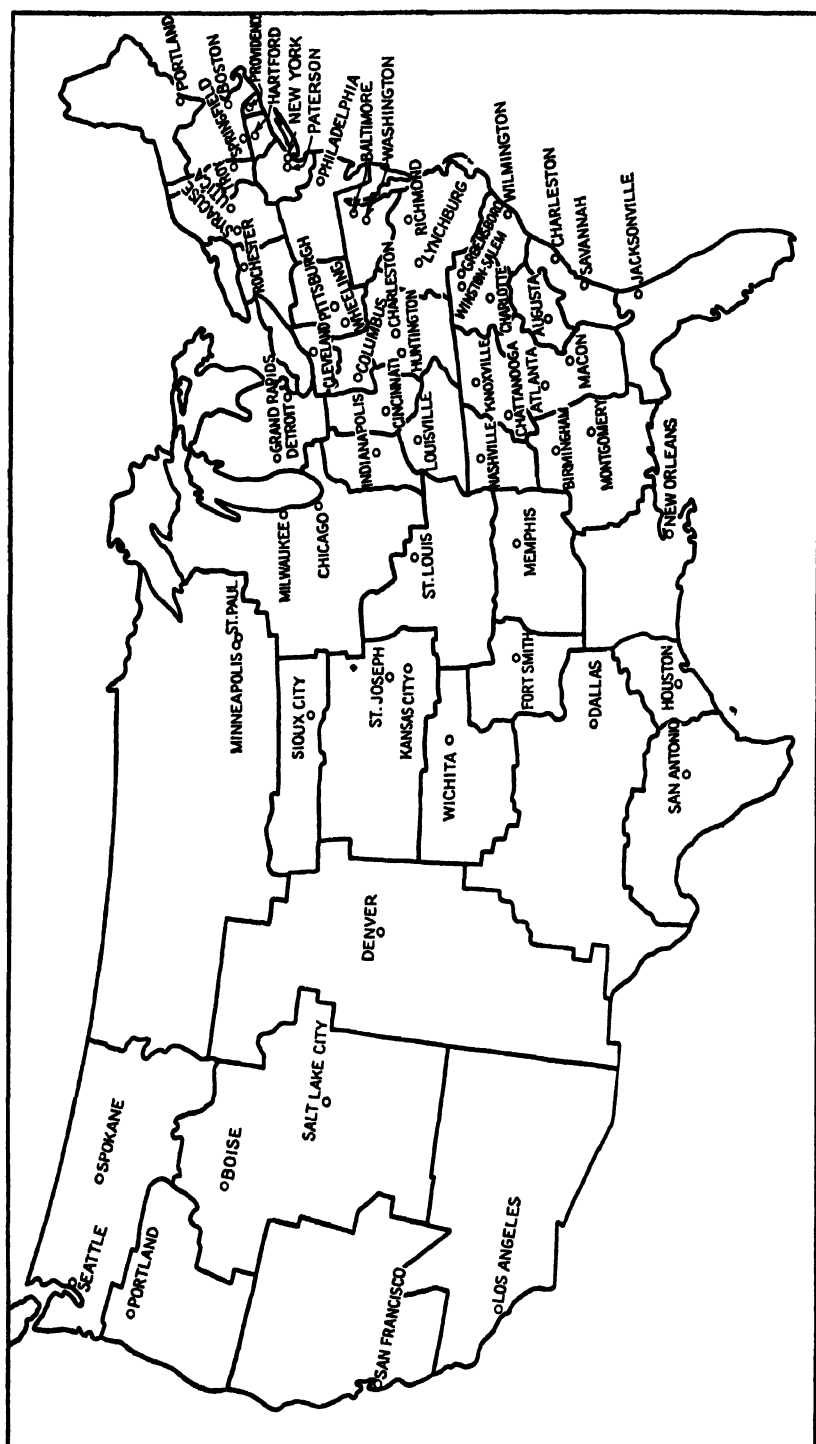 SEATTLE
SPOKANE
PORTLAND
BOISE
SALT LAKE CITY
SAN FRANCISCO
LOS ANGELES
DENVER
MINNEAPOLIS
ST. PAUL
SIOUX CITY
ST. JOSEPH
KANSAS CITY
WICHITA
FORT SMITH
DALLAS
HOUSTON
SAN ANTONIO
MILWAUKEE
CHICAGO
ST. LOUIS
MEMPHIS
NEW ORLEANS
GRAND RAPIDS
DETROIT
INDIANAPOLIS
CINCINNATI
LOUISVILLE
NASHVILLE
KNOXVILLE
CHATTANOOGA
ATLANTA
BIRMINGHAM
MONTGOMERY
MACON
AUGUSTA
CLEVELAND
COLUMBUS
PITTSBURGH
WHEELING
CHARLESTON
HUNTINGTON
ROCHESTER
SYRACUSE
UTICA
TROY
SPRINGFIELD
PORTLAND
BOSTON
PROVIDENC
HARTFORD
NEW YORK
PATERSON
PHILADELPHIA
BALTIMORE
WASHINGTON
RICHMOND
LYNCHBURG
GREENSBORO
WINSTON-SALEM
CHARLOTTE
WILMINGTON
CHARLESTON
SAVANNAH
JACKSONVILLE